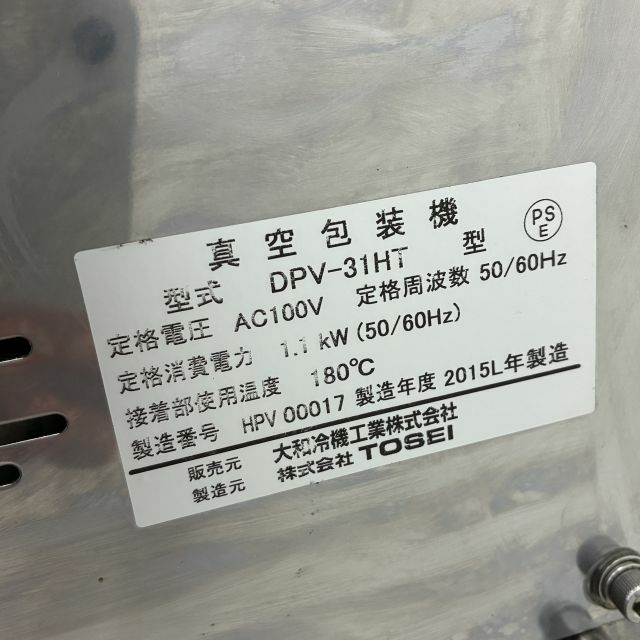 真空包装機
型式 DPV-31HT 型 PSE
定格電圧 AC100V 定格周波数 50/60Hz
定格消費電力 1.1 kW (50/60Hz)
接着部使用温度 180℃
製造番号 HPV 00017 製造年度 2015L年製造
販売元 大和冷機工業株式会社
製造元 株式会社 TOSEI